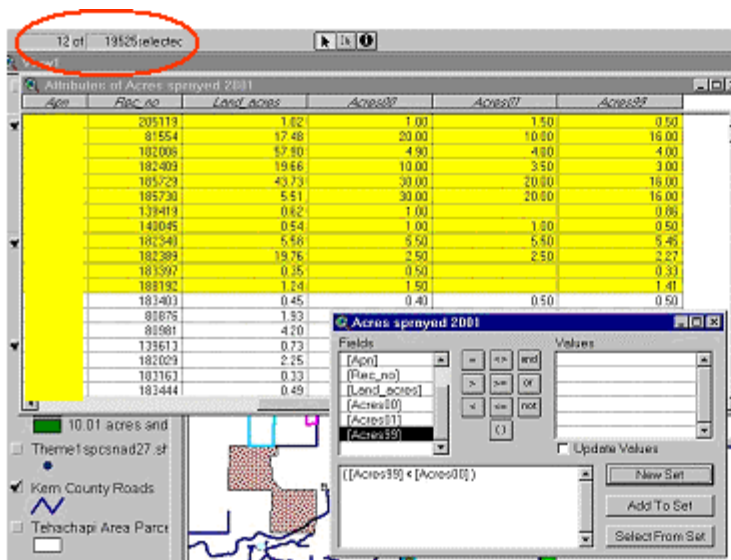 12 of 19525 selected
View1
Attributes of Acres sprayed 2001
Apn Rec_no Land_acres Acres00 Acres01 Acres99
205119 1.02 1.00 1.50 0.50
81554 17.48 20.00 10.00 16.00
182006 57.90 4.90 4.00 4.00
182409 19.66 10.00 3.50 3.00
185729 43.73 30.00 20.00 16.00
185730 5.51 30.00 20.00 16.00
139419 0.62 1.00 0.86
140045 0.54 1.00 1.00 0.50
182340 5.58 5.50 5.50 5.45
182389 19.76 2.50 2.50 2.27
183397 0.35 0.50 0.33
188192 1.24 1.50 1.41
183403 0.45 0.40 0.50 0.50
80876 1.93
80981 4.20
139613 0.73
182029 2.25
183163 0.33
183444 0.49
Acres sprayed 2001
Fields Values
[Apn]
[Rec_no]
[Land_acres]
[Acres00]
[Acres01]
[Acres99]
= <> and
> >= or
< <= not
( )
Update Values
([Acres99] < [Acres00])
New Set
Add To Set
Select From Set
10.01 acres and
Theme1spcsnad27.sh
Kern County Roads
Tehachapi Area Parce